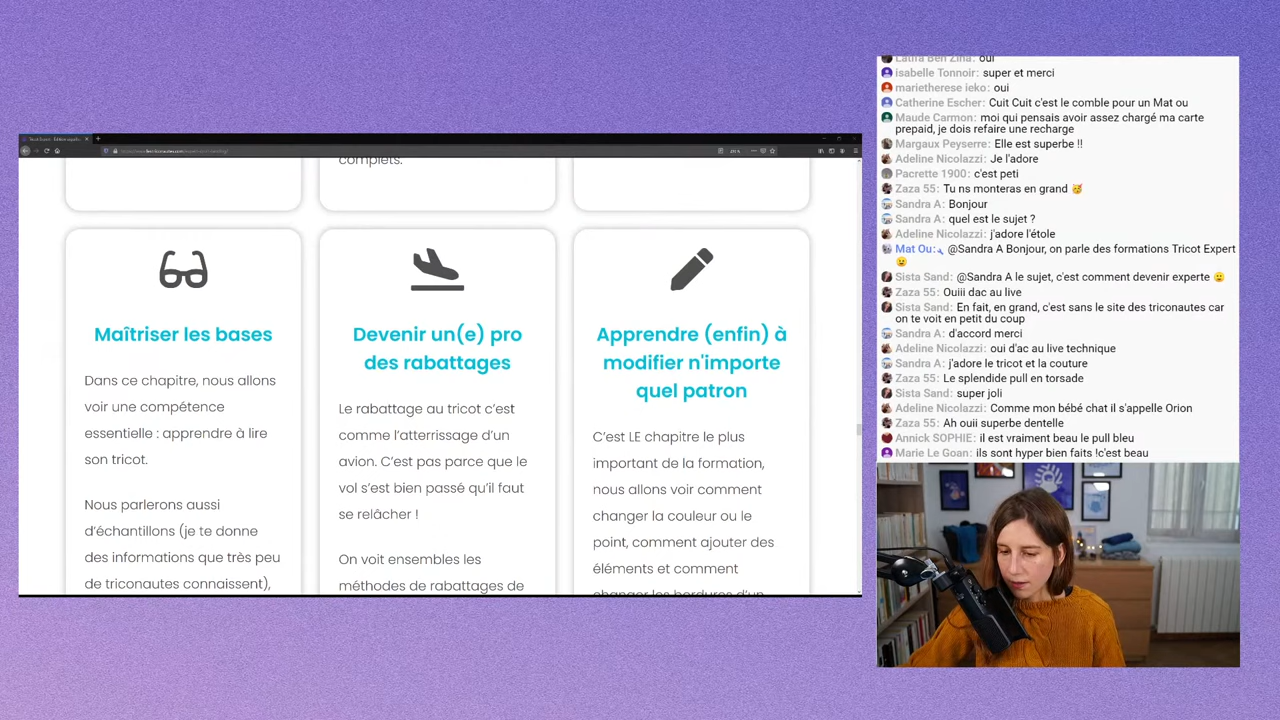 complets.
Maîtriser les bases
Dans ce chapitre, nous allons
voir une compétence
essentielle : apprendre à lire
son tricot.
Nous parlerons aussi
d'échantillons (je te donne
des informations que très peu
de triconautes connaissent),
Devenir un(e) pro
des rabattages
Le rabattage au tricot c'est
comme l'atterrissage d'un
avion. C'est pas parce que le
vol s'est bien passé qu'il faut
se relâcher !
On voit ensembles les
méthodes de rabattages de
Apprendre (enfin) à
modifier n'importe
quel patron
C'est LE chapitre le plus
important de la formation,
nous allons voir comment
changer la couleur ou le
point, comment ajouter des
éléments et comment
changer les bordures d'un
Latifa Ben Zina: oui
isabelle Tonnoir: super et merci
marietherese ieko: oui
Catherine Escher: Cuit Cuit c'est le comble pour un Mat ou
Maude Carmon: moi qui pensais avoir assez chargé ma carte
prepaid, je dois refaire une recharge
Margaux Peyserre: Elle est superbe !!
Adeline Nicolazzi: Je l'adore
Pacrette 1900: c'est peti
Zaza 55: Tu ns monteras en grand 🥳
Sandra A: Bonjour
Sandra A: quel est le sujet ?
Adeline Nicolazzi: j'adore l'étole
Mat Ou: @Sandra A Bonjour, on parle des formations Tricot Expert
Sista Sand: @Sandra A le sujet, c'est comment devenir experte
Zaza 55: Ouiii dac au live
Sista Sand: En fait, en grand, c'est sans le site des triconautes car
on te voit en petit du coup
Sandra A: d'accord merci
Adeline Nicolazzi: oui d'ac au live technique
Sandra A: j'adore le tricot et la couture
Zaza 55: Le splendide pull en torsade
Sista Sand: super joli
Adeline Nicolazzi: Comme mon bébé chat il s'appelle Orion
Zaza 55: Ah ouii superbe dentelle
Annick SOPHIE: il est vraiment beau le pull bleu
Marie Le Goan: ils sont hyper bien faits !c'est beau